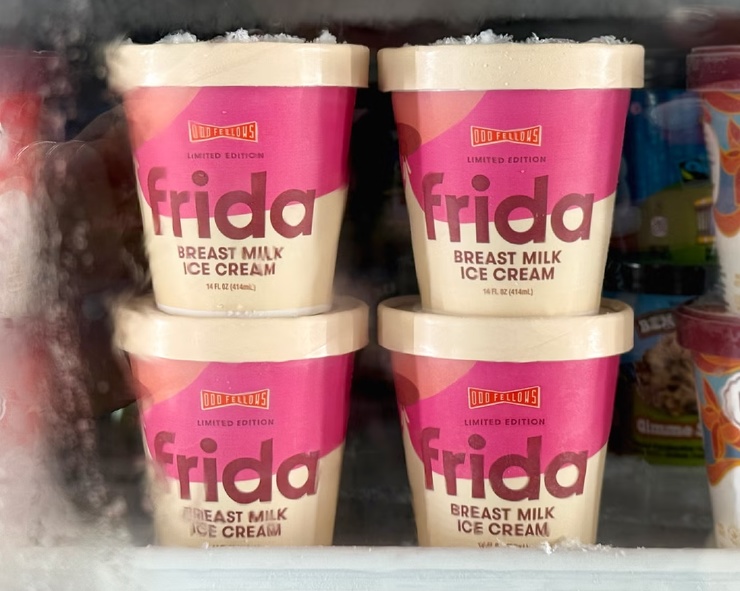 ODD FELLOWS
LIMITED EDITION
frida
BREAST MILK
ICE CREAM
14 FL OZ (414mL)
ODD FELLOWS
LIMITED EDITION
frida
BREAST MILK
ICE CREAM
14 FL OZ (414mL)
ODD FELLOWS
LIMITED EDITION
frida
BREAST MILK
ICE CREAM
ODD FELLOWS
LIMITED EDITION
frida
BREAST MILK
ICE CREAM
BEN
Gimme S